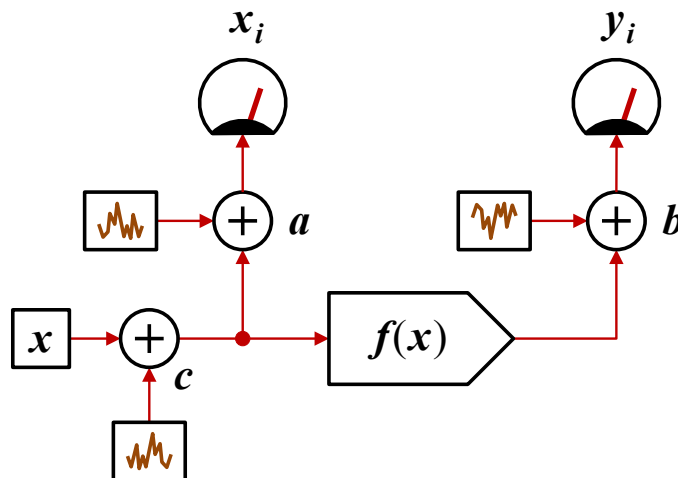 x_i
y_i
+
a
+
b
x
+
c
f(x)